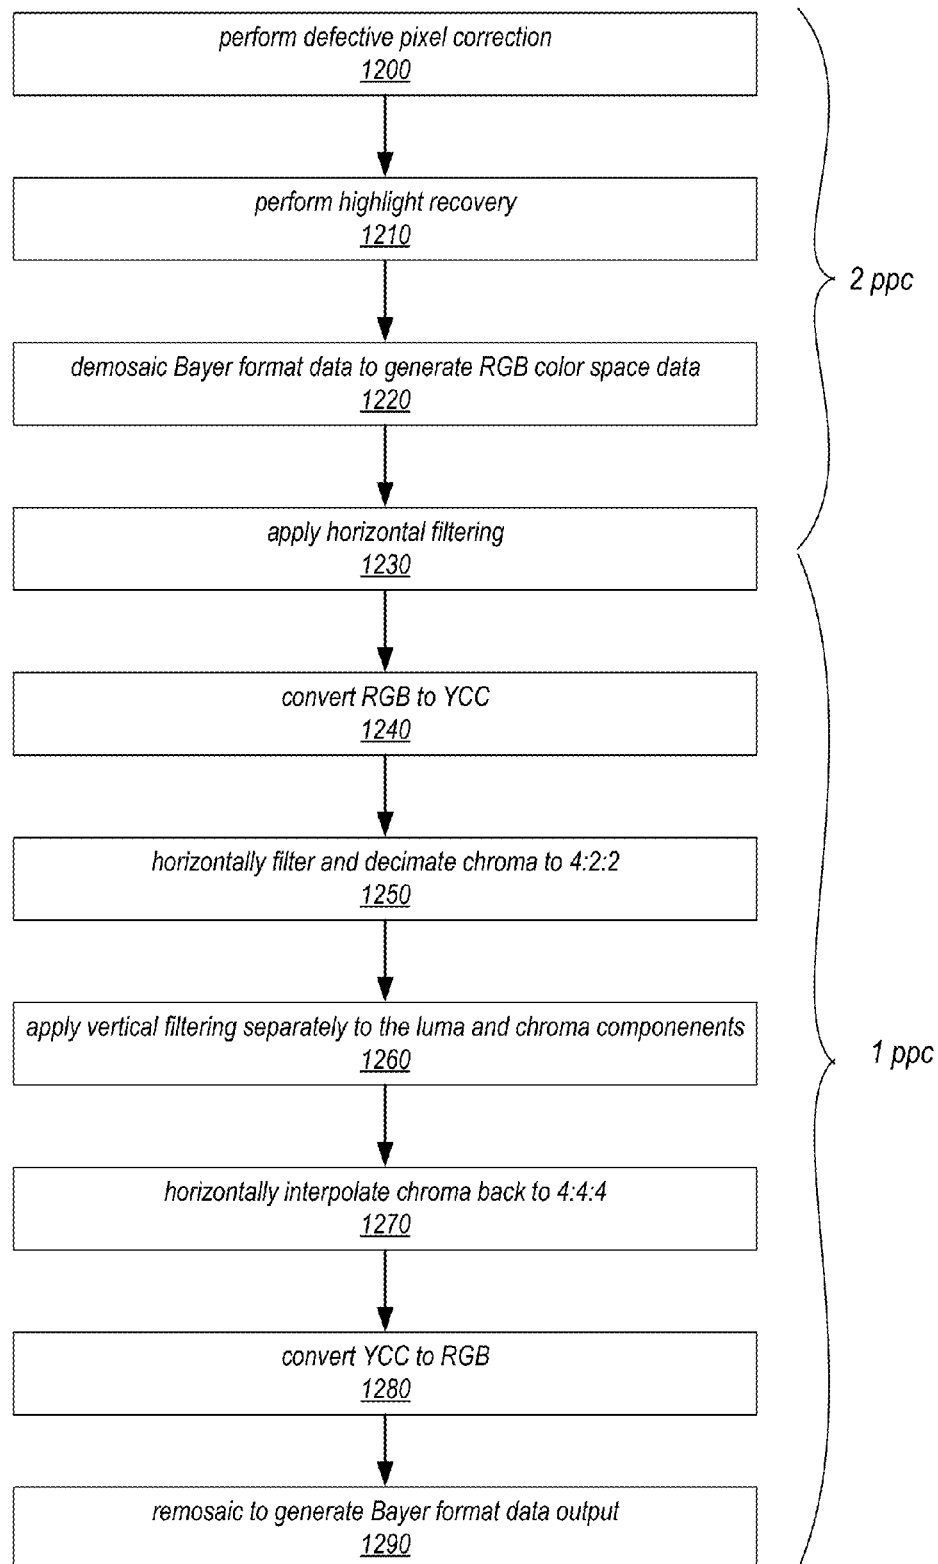 perform defective pixel correction
1200
perform highlight recovery
1210
2 ppc
demosaic Bayer format data to generate RGB color space data
1220
apply horizontal filtering
1230
convert RGB to YCC
1240
horizontally filter and decimate chroma to 4:2:2
1250
apply vertical filtering separately to the luma and chroma componenents
1260
1 ppc
horizontally interpolate chroma back to 4:4:4
1270
convert YCC to RGB
1280
remosaic to generate Bayer format data output
1290